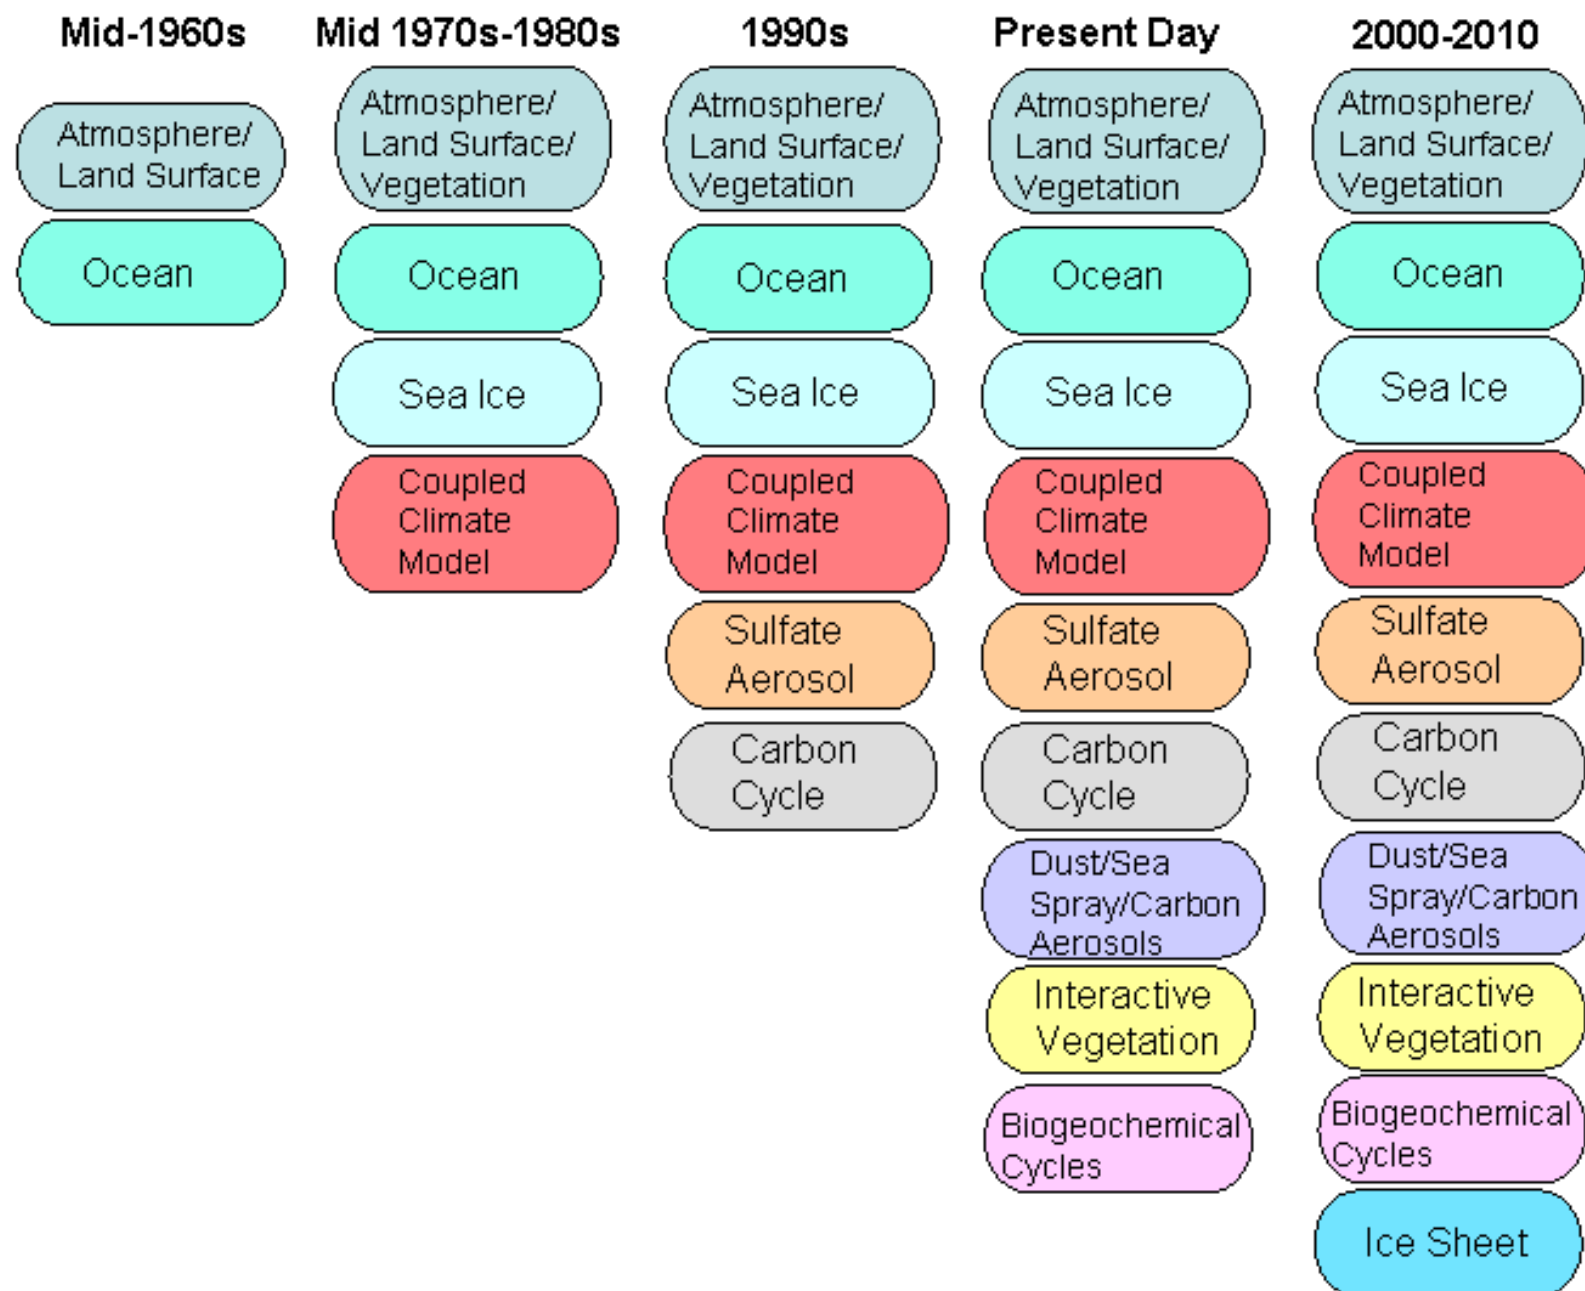 Mid-1960s
Atmosphere/
Land Surface
Ocean
Mid 1970s-1980s
Atmosphere/
Land Surface/
Vegetation
Ocean
Sea Ice
Coupled
Climate
Model
1990s
Atmosphere/
Land Surface/
Vegetation
Ocean
Sea Ice
Coupled
Climate
Model
Sulfate
Aerosol
Carbon
Cycle
Present Day
Atmosphere/
Land Surface/
Vegetation
Ocean
Sea Ice
Coupled
Climate
Model
Sulfate
Aerosol
Carbon
Cycle
Dust/Sea
Spray/Carbon
Aerosols
Interactive
Vegetation
Biogeochemical
Cycles
2000-2010
Atmosphere/
Land Surface/
Vegetation
Ocean
Sea Ice
Coupled
Climate
Model
Sulfate
Aerosol
Carbon
Cycle
Dust/Sea
Spray/Carbon
Aerosols
Interactive
Vegetation
Biogeochemical
Cycles
Ice Sheet